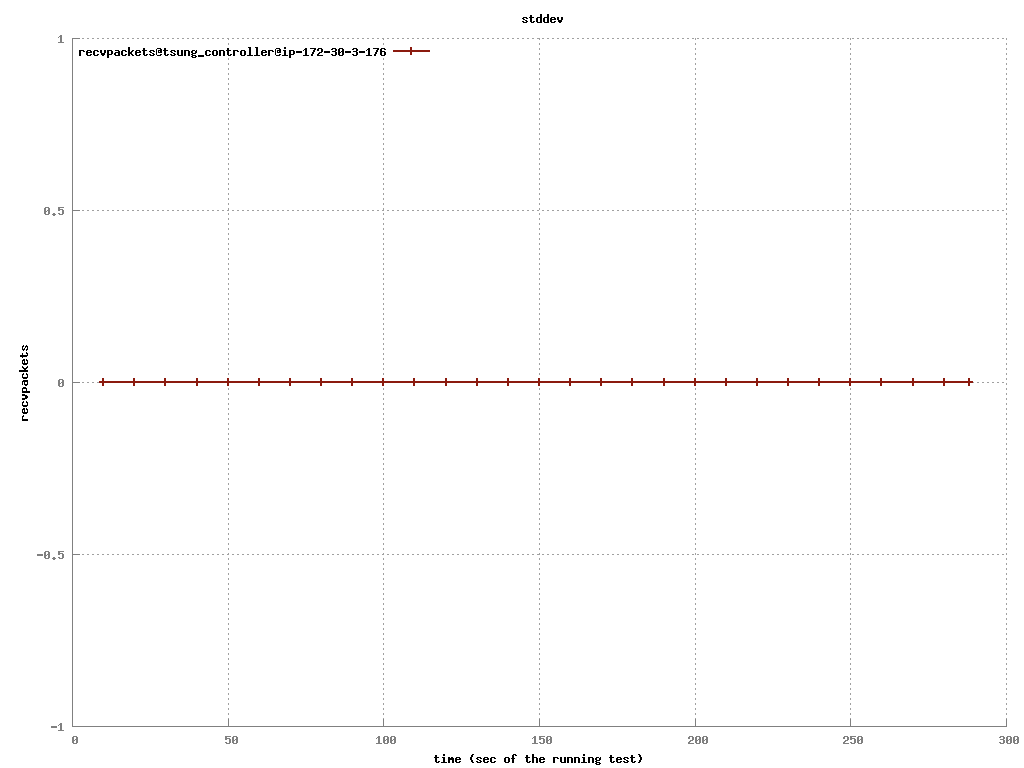 stddev
recvpackets@tsung_controller@ip-172-30-3-176
1
0.5
0
-0.5
-1
recvpackets
0 50 100 150 200 250 300
time (sec of the running test)